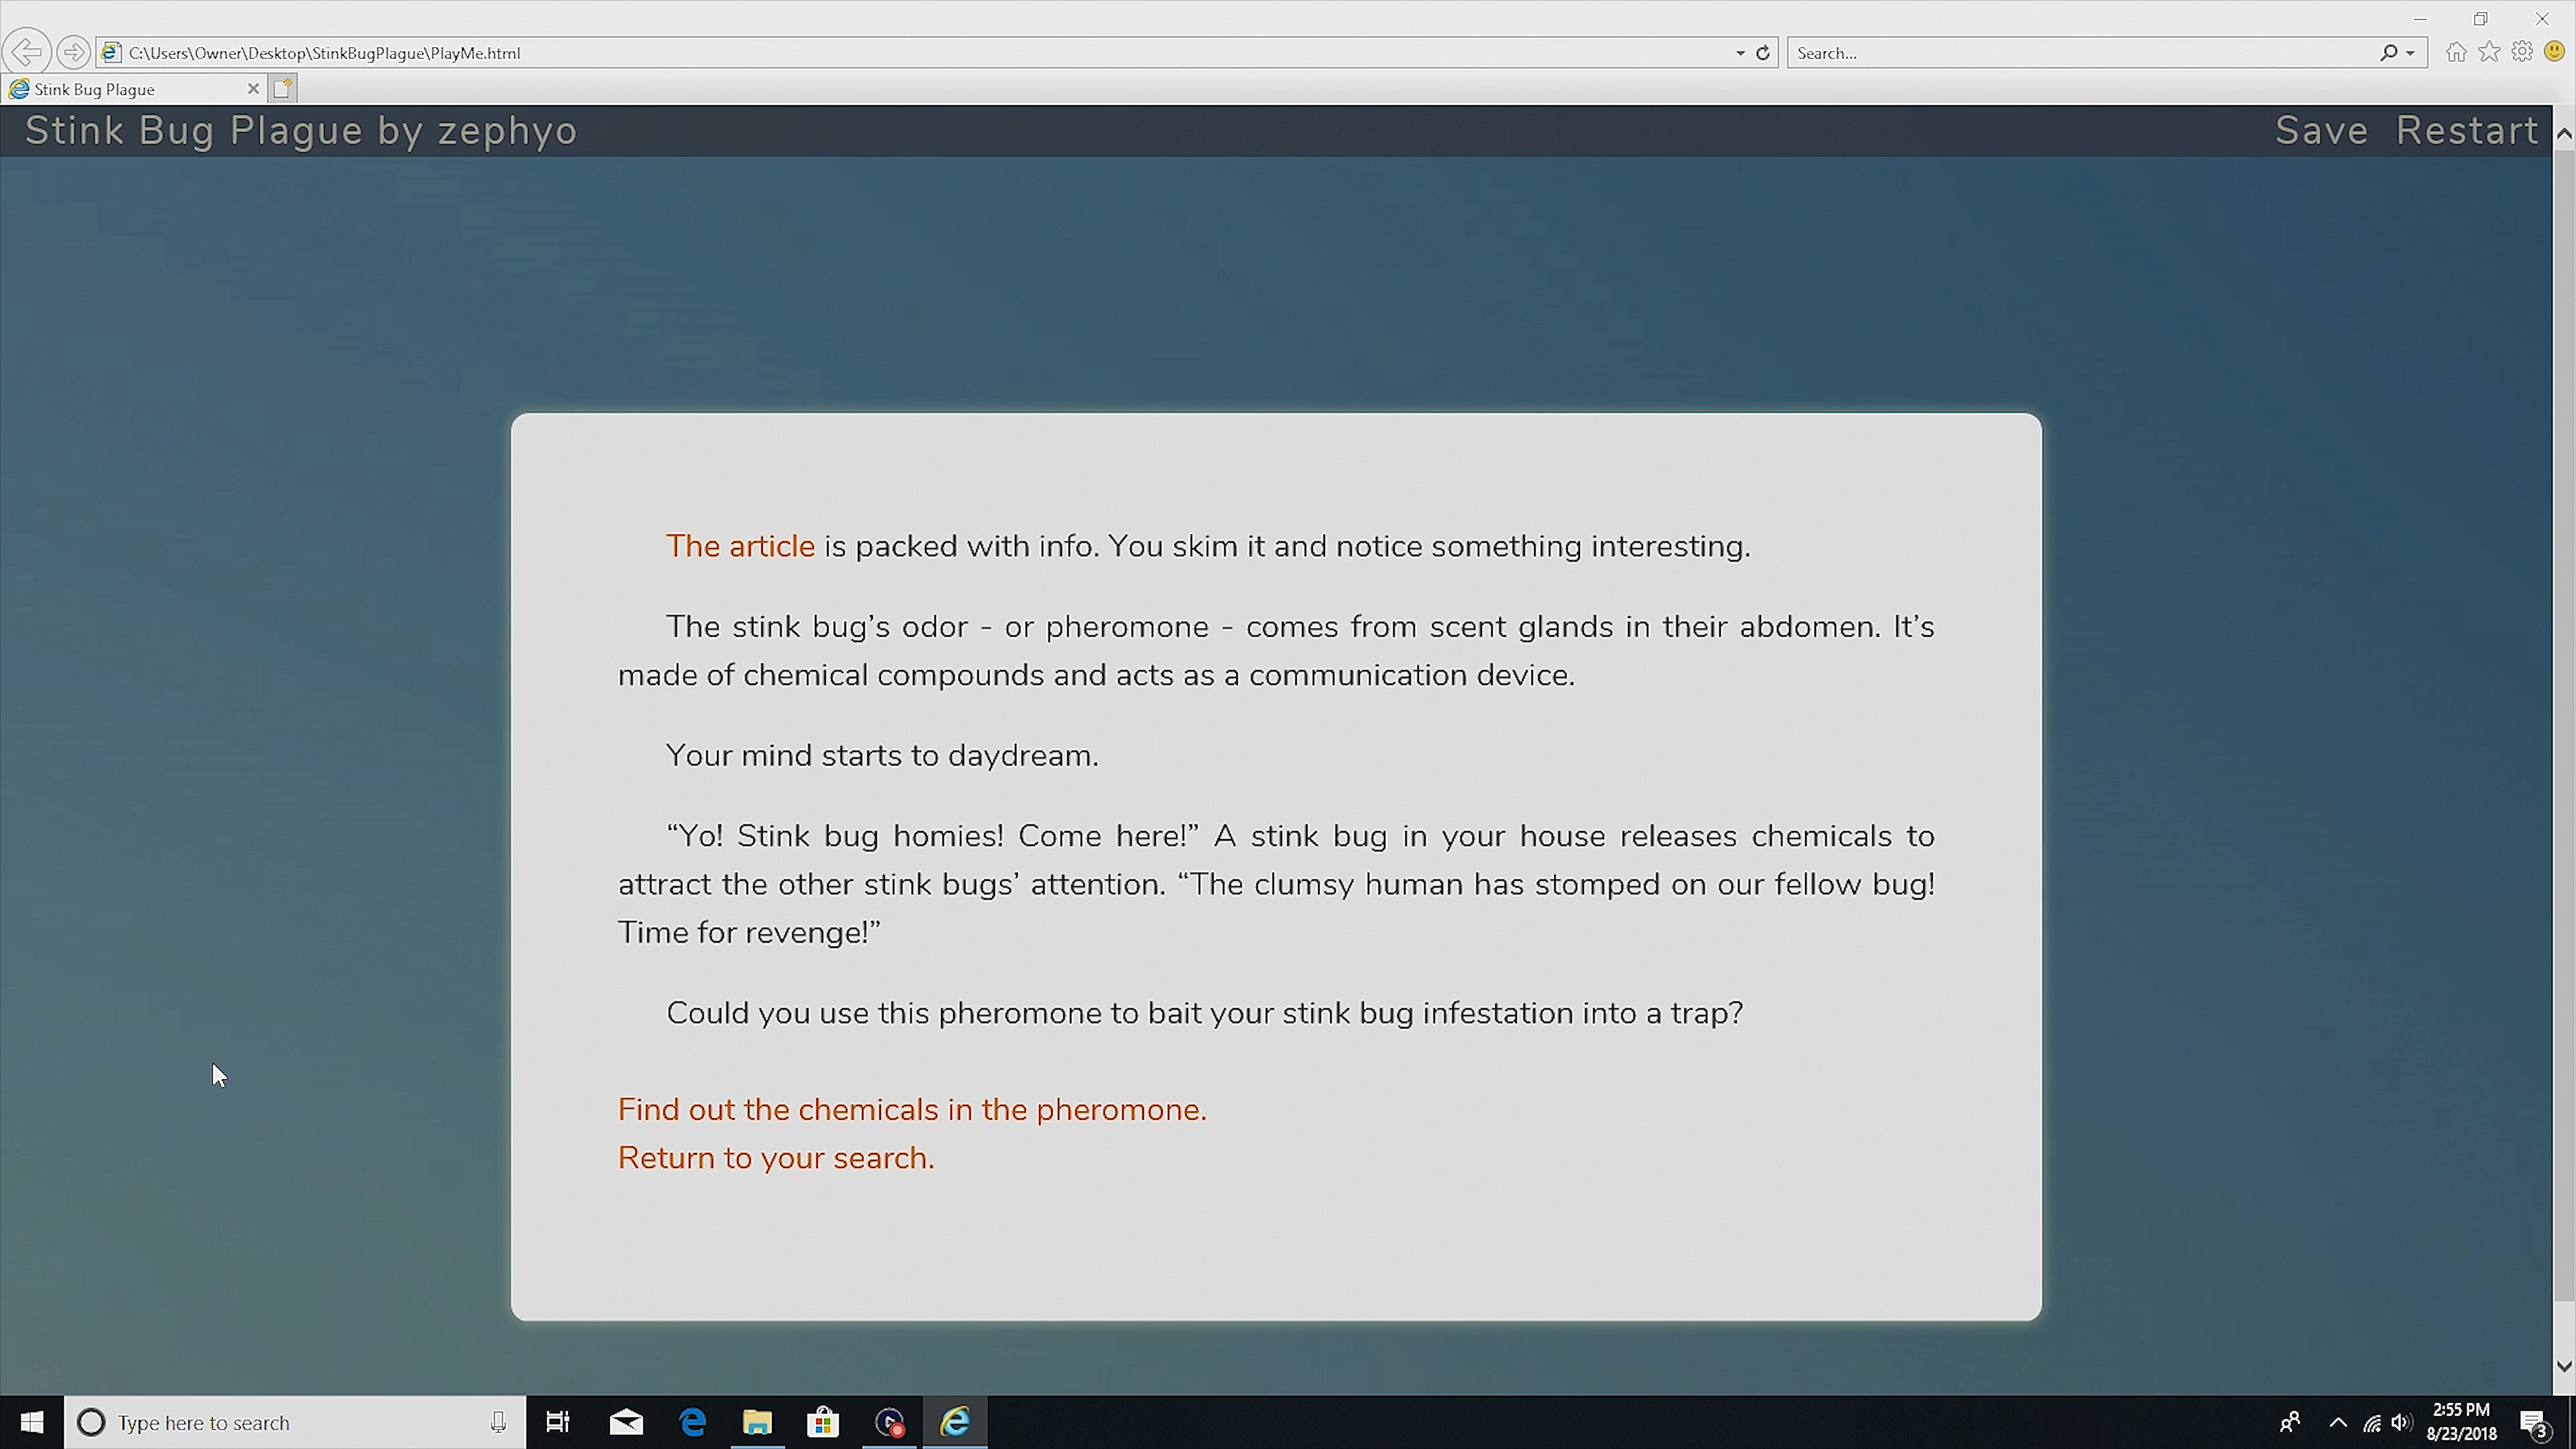 C:\Users\Owner\Desktop\StinkBugPlague\PlayMe.html
Search...
Stink Bug Plague
Stink Bug Plague by zephyo
Save Restart
The article is packed with info. You skim it and notice something interesting.
The stink bug’s odor - or pheromone - comes from scent glands in their abdomen. It’s
made of chemical compounds and acts as a communication device.
Your mind starts to daydream.
“Yo! Stink bug homies! Come here!” A stink bug in your house releases chemicals to
attract the other stink bugs’ attention. “The clumsy human has stomped on our fellow bug!
Time for revenge!”
Could you use this pheromone to bait your stink bug infestation into a trap?
Find out the chemicals in the pheromone.
Return to your search.
Type here to search
2:55 PM
8/23/2018
3